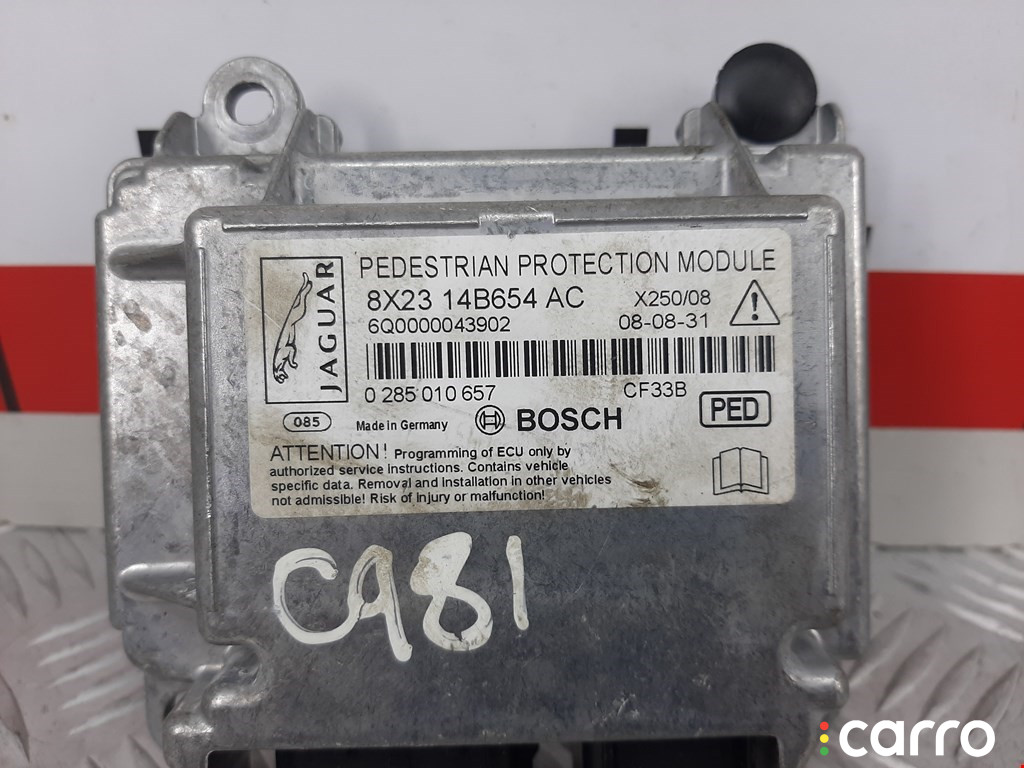 JAGUAR
PEDESTRIAN PROTECTION MODULE
8X23 14B654 AC X250/08
6Q0000043902 08-08-31
0 285 010 657 CF33B
085 Made in Germany BOSCH PED
ATTENTION! Programming of ECU only by
authorized service instructions. Contains vehicle
specific data. Removal and installation in other vehicles
not admissible! Risk of injury or malfunction!
CA81
carro